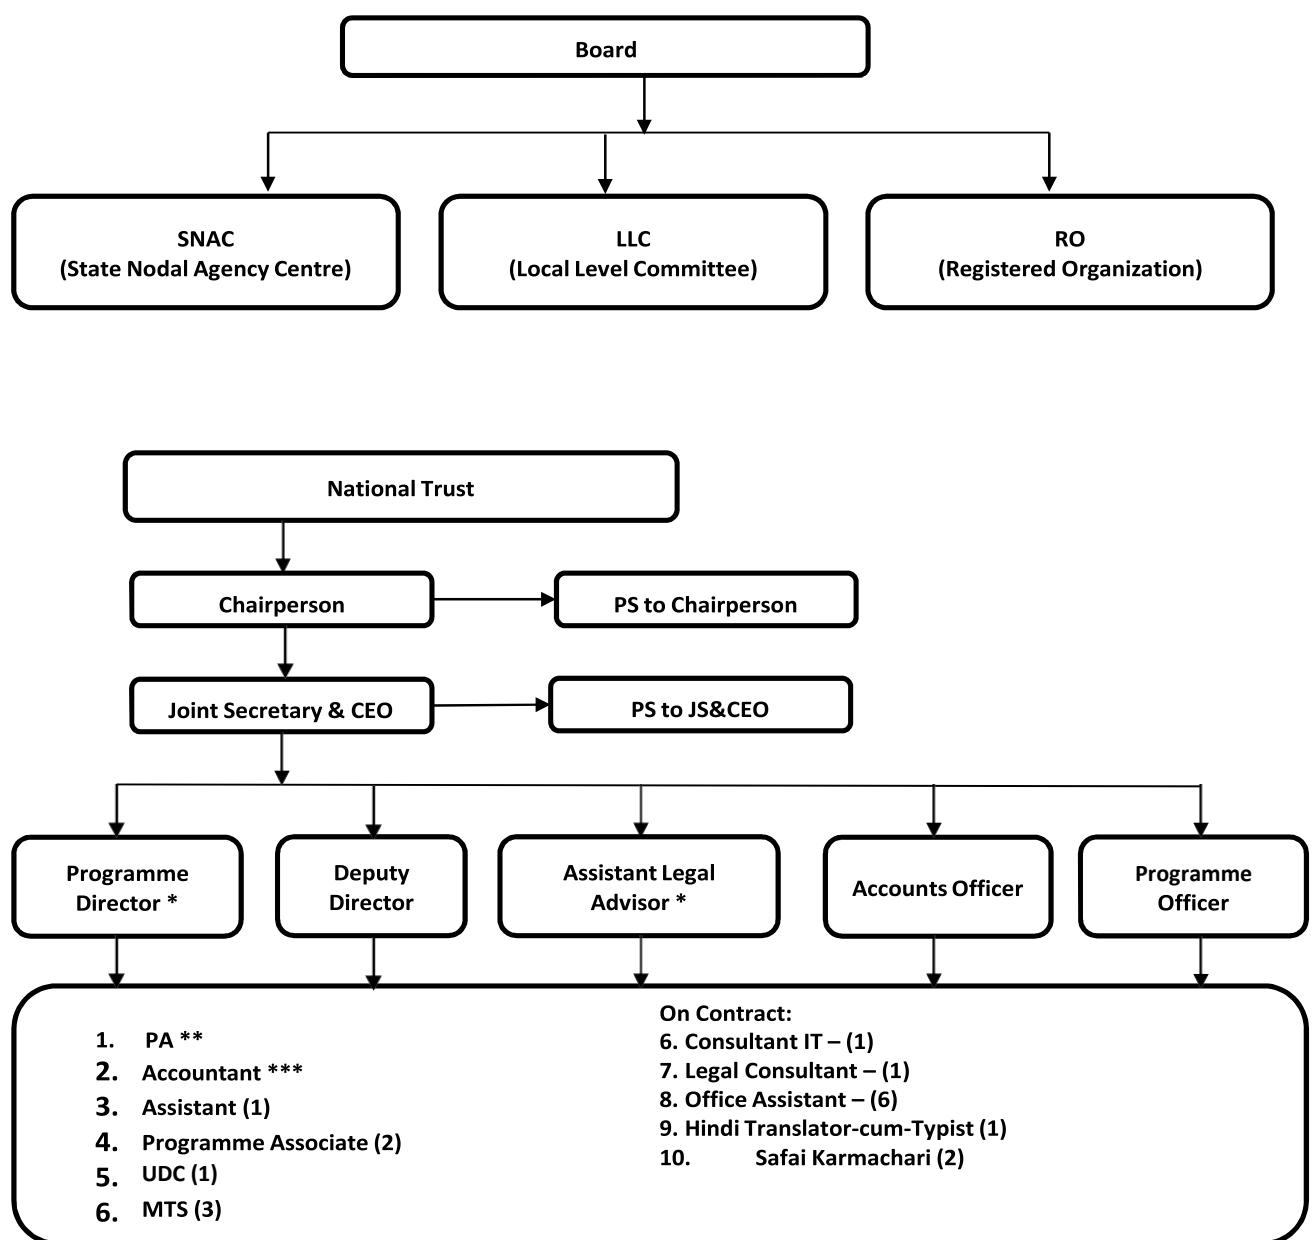 Board
SNAC
(State Nodal Agency Centre)
LLC
(Local Level Committee)
RO
(Registered Organization)
National Trust
Chairperson
PS to Chairperson
Joint Secretary & CEO
PS to JS&CEO
Programme
Director *
Deputy
Director
Assistant Legal
Advisor *
Accounts Officer
Programme
Officer
1. PA **
2. Accountant ***
3. Assistant (1)
4. Programme Associate (2)
5. UDC (1)
6. MTS (3)
On Contract:
6. Consultant IT – (1)
7. Legal Consultant – (1)
8. Office Assistant – (6)
9. Hindi Translator-cum-Typist (1)
10. Safai Karmachari (2)